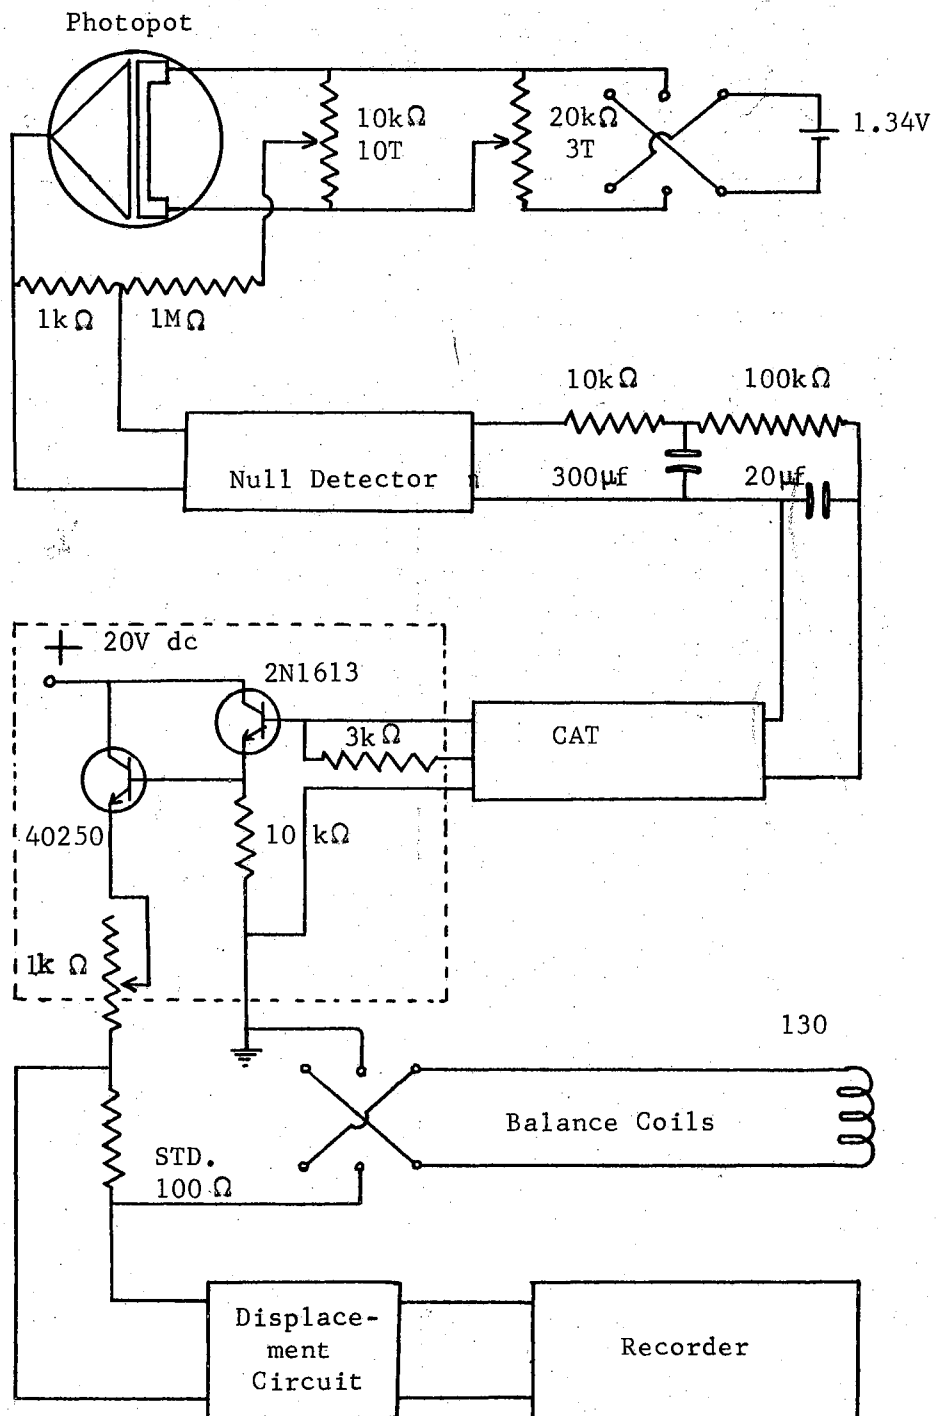 Photopot
10kΩ
10T
20kΩ
3T
1.34V
1kΩ
1MΩ
10kΩ
100kΩ
Null Detector
300μf
20μf
+ 20V dc
2N1613
3kΩ
CAT
40250
10 kΩ
1k Ω
130
Balance Coils
STD.
100Ω
Displace-
ment
Circuit
Recorder